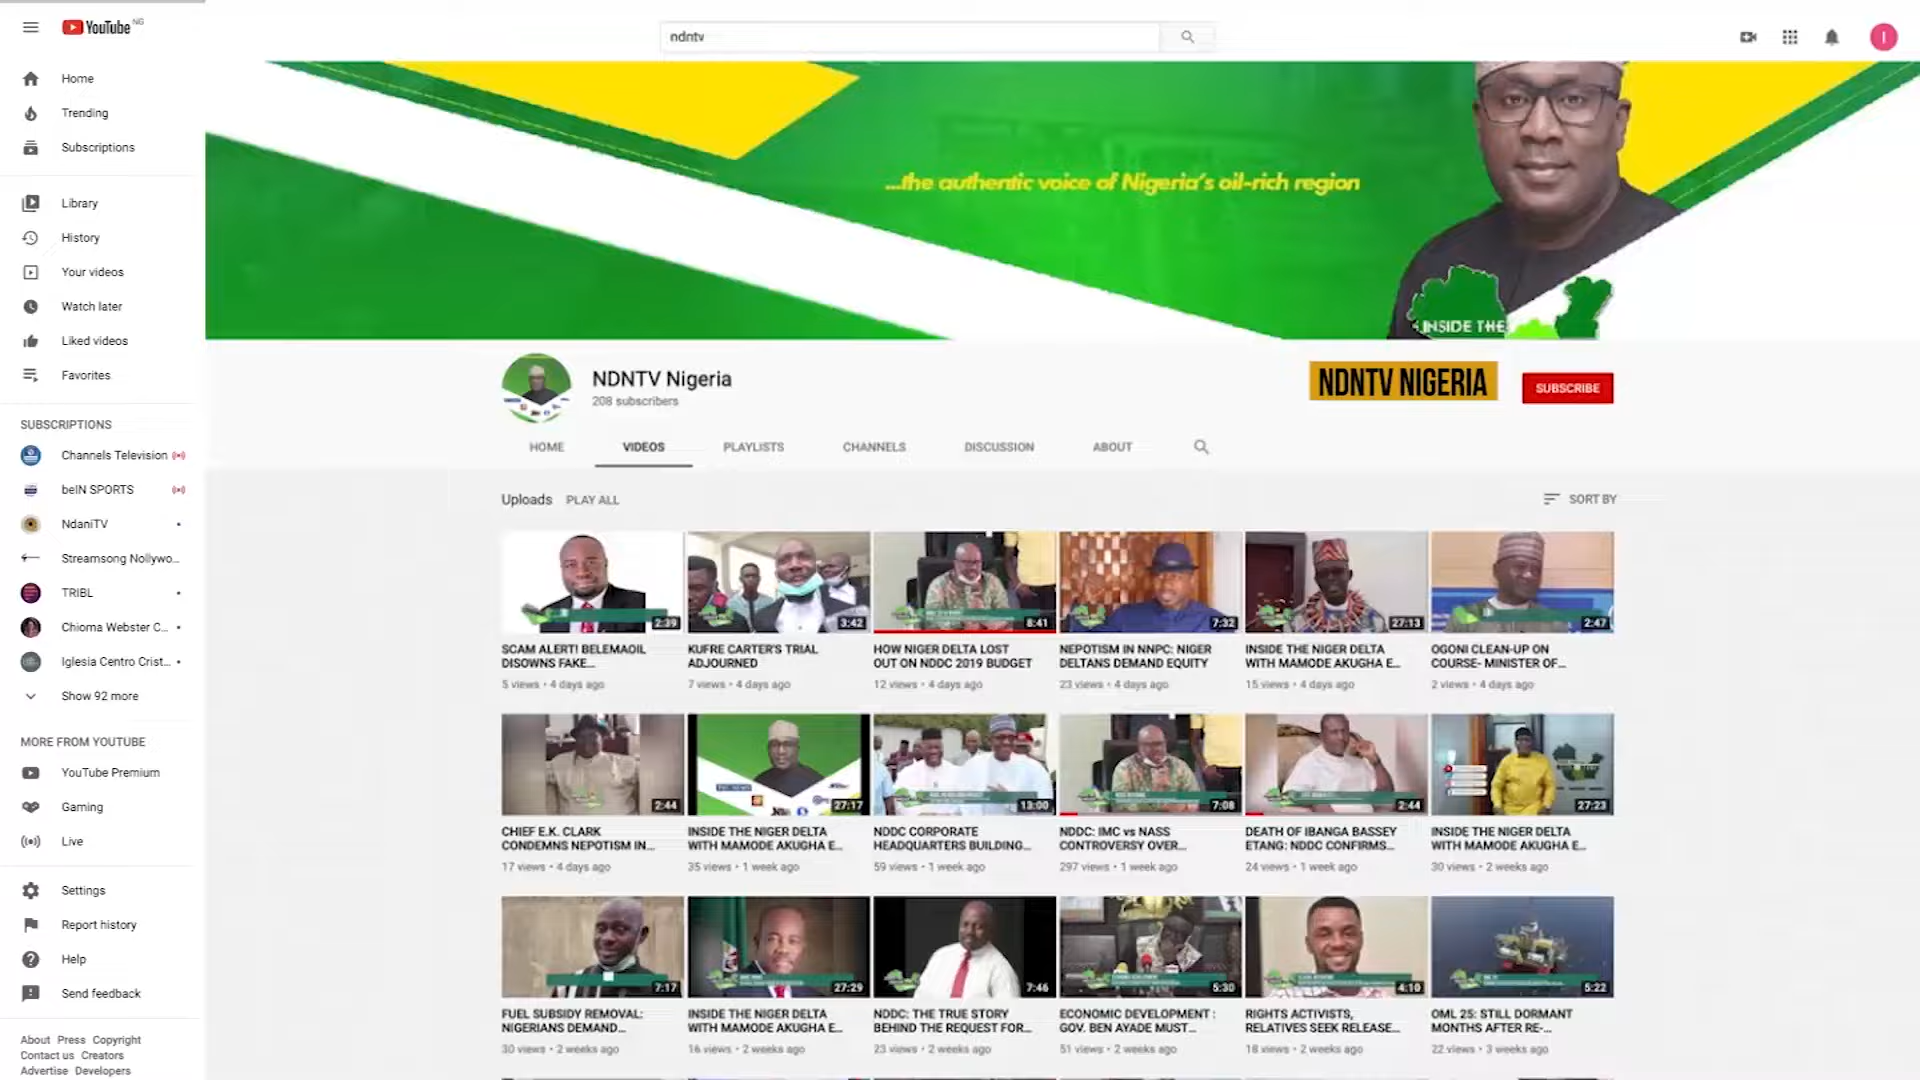 YouTube NG
ndntv
I
Home
Trending
Subscriptions
Library
History
Your videos
Watch later
Liked videos
Favorites
SUBSCRIPTIONS
Channels Television
beIN SPORTS
NdaniTV
Streamsong Nollywo...
TRIBL
Chioma Webster C...
Iglesia Centro Crist...
Show 92 more
MORE FROM YOUTUBE
YouTube Premium
Gaming
Live
Settings
Report history
Help
Send feedback
About Press Copyright
Contact us Creators
Advertise Developers
...the authentic voice of Nigeria's oil-rich region
INSIDE THE
NDNTV Nigeria
208 subscribers
NDNTV NIGERIA
SUBSCRIBE
HOME VIDEOS PLAYLISTS CHANNELS DISCUSSION ABOUT
Uploads PLAY ALL
SORT BY
2:39
3:42
8:41
7:32
27:13
2:47
SCAM ALERT! BELEMAOIL
DISOWNS FAKE...
5 views • 4 days ago
KUFRE CARTER'S TRIAL
ADJOURNED
7 views • 4 days ago
HOW NIGER DELTA LOST
OUT ON NDDC 2019 BUDGET
12 views • 4 days ago
NEPOTISM IN NNPC: NIGER
DELTANS DEMAND EQUITY
23 views • 4 days ago
INSIDE THE NIGER DELTA
WITH MAMODE AKUGHA E...
15 views • 4 days ago
OGONI CLEAN-UP ON
COURSE- MINISTER OF...
2 views • 4 days ago
2:44
27:17
13:00
7:08
2:44
27:23
CHIEF E.K. CLARK
CONDEMNS NEPOTISM IN...
17 views • 4 days ago
INSIDE THE NIGER DELTA
WITH MAMODE AKUGHA E...
35 views • 1 week ago
NDDC CORPORATE
HEADQUARTERS BUILDING...
59 views • 1 week ago
NDDC: IMC vs NASS
CONTROVERSY OVER...
297 views • 1 week ago
DEATH OF IBANGA BASSEY
ETANG: NDDC CONFIRMS...
24 views • 1 week ago
INSIDE THE NIGER DELTA
WITH MAMODE AKUGHA E...
30 views • 2 weeks ago
7:17
27:29
7:46
5:30
4:10
5:22
FUEL SUBSIDY REMOVAL:
NIGERIANS DEMAND...
30 views • 2 weeks ago
INSIDE THE NIGER DELTA
WITH MAMODE AKUGHA E...
16 views • 2 weeks ago
NDDC: THE TRUE STORY
BEHIND THE REQUEST FOR...
23 views • 2 weeks ago
ECONOMIC DEVELOPMENT :
GOV. BEN AYADE MUST...
51 views • 2 weeks ago
RIGHTS ACTIVISTS,
RELATIVES SEEK RELEASE...
18 views • 2 weeks ago
OML 25: STILL DORMANT
MONTHS AFTER RE-...
22 views • 3 weeks ago